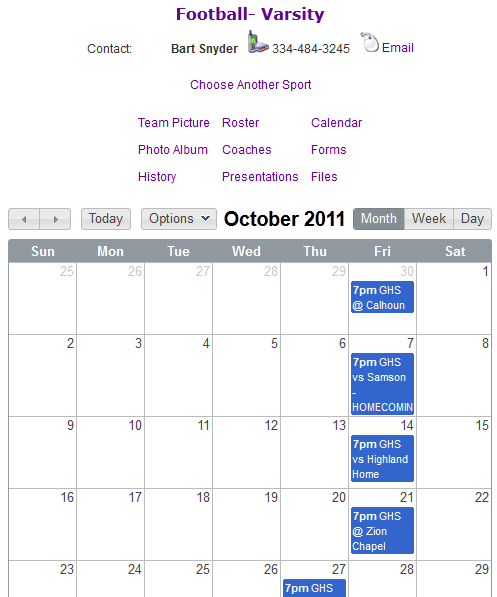 Football- Varsity
Contact: Bart Snyder 334-484-3245 Email
Choose Another Sport
Team Picture Roster Calendar
Photo Album Coaches Forms
History Presentations Files
Today Options October 2011 Month Week Day
Sun Mon Tue Wed Thu Fri Sat
25 26 27 28 29 30 1
7pm GHS
@ Calhoun
2 3 4 5 6 7 8
7pm GHS
vs Samson
-
HOMECOMIN
9 10 11 12 13 14 15
7pm GHS
vs Highland
Home
16 17 18 19 20 21 22
7pm GHS
@ Zion
Chapel
23 24 25 26 27 28 29
7pm GHS